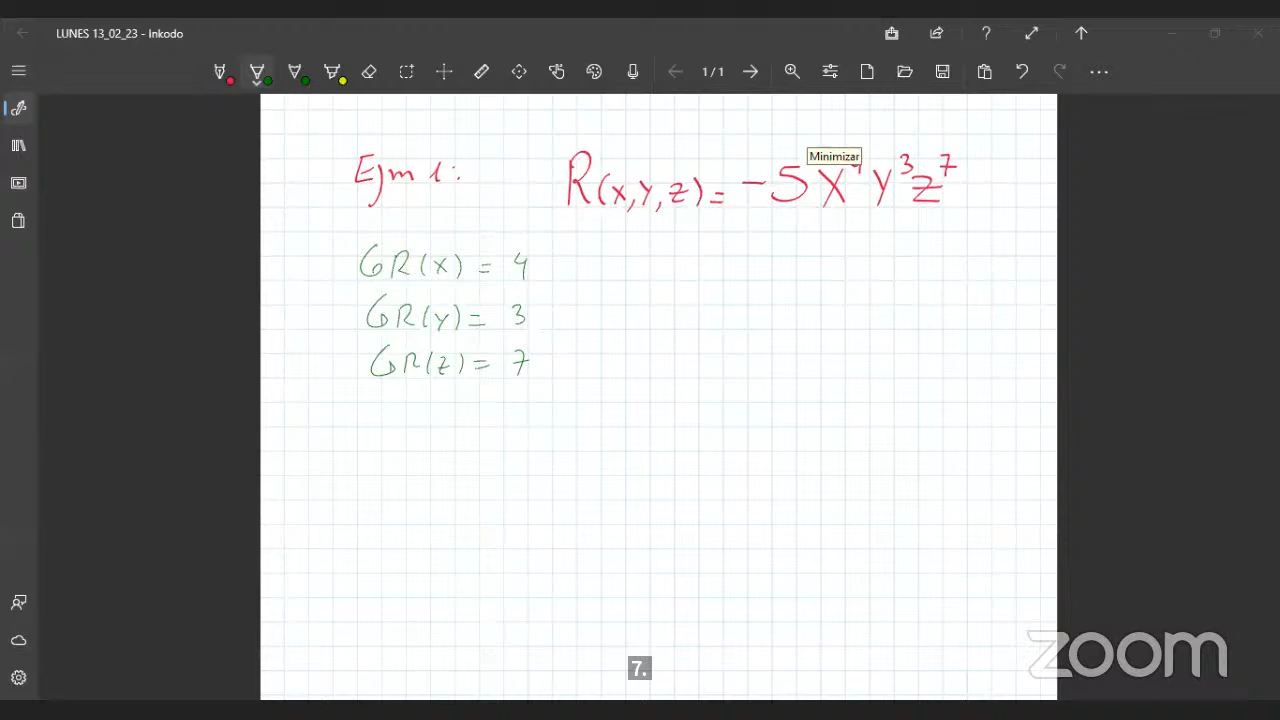 LUNES 13_02_23 - Inkodo
1 / 1
Minimizar
Ejm 1: R(x,y,z) = -5x⁴y³z⁷
GR(x) = 4
GR(y) = 3
GR(z) = 7
7.
zoom